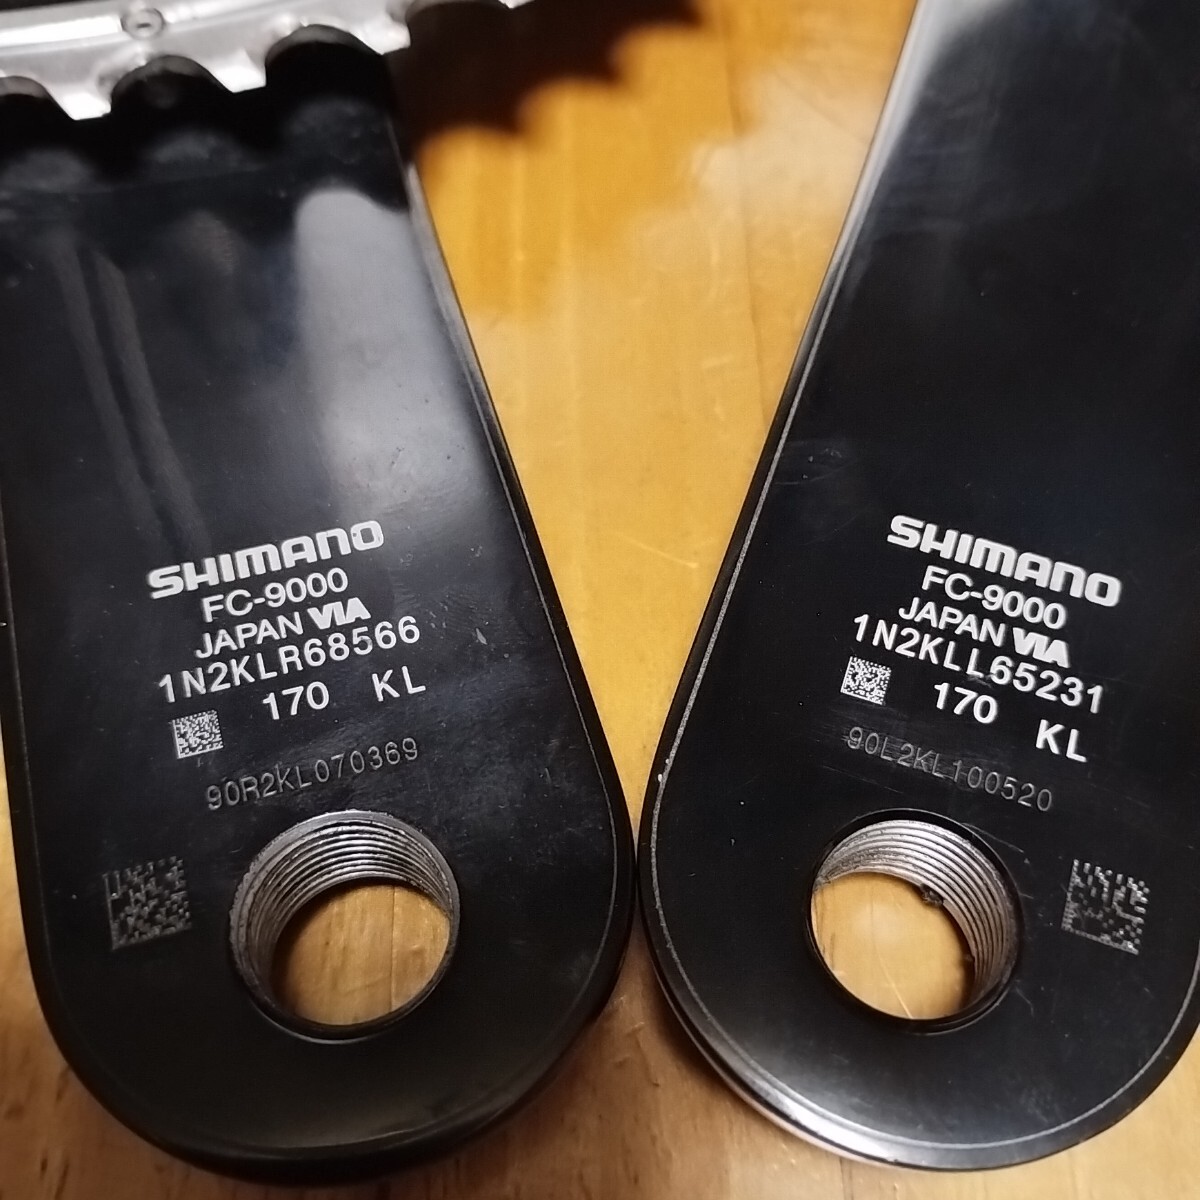 SHIMANO
FC-9000
JAPAN VIA
1N2KLR68566
170 KL
90R2KL070369
SHIMANO
FC-9000
JAPAN VIA
1N2KLL65231
170 KL
90L2KL100520